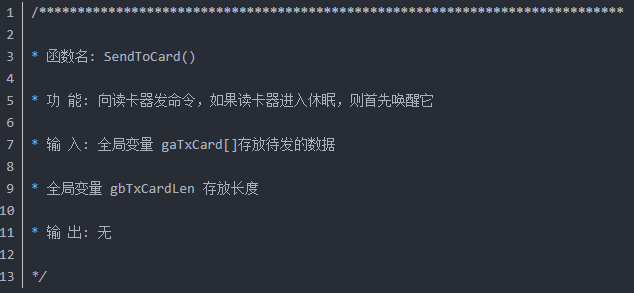 1 /*****************************************************************************
2
3 * 函数名: SendToCard()
4
5 * 功 能: 向读卡器发命令，如果读卡器进入休眠，则首先唤醒它
6
7 * 输 入: 全局变量 gaTxCard[]存放待发的数据
8
9 * 全局变量 gbTxCardLen 存放长度
10
11 * 输 出: 无
12
13 */